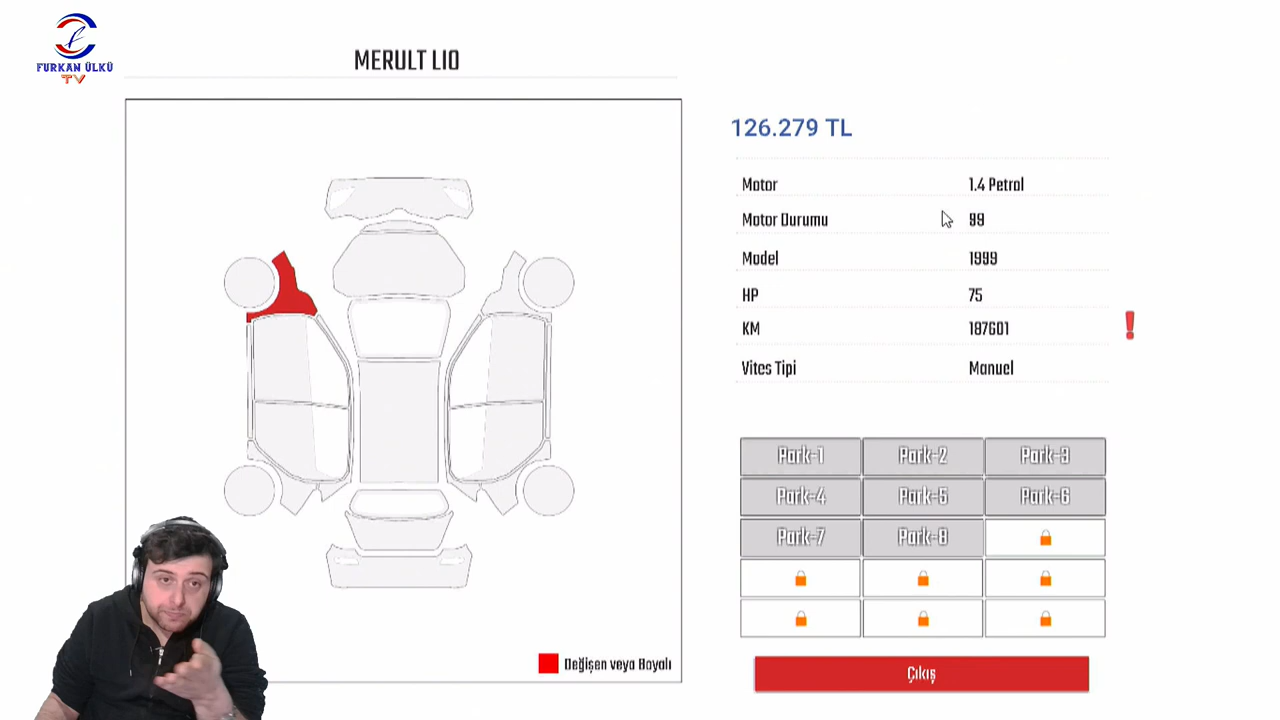 FURKAN ÜLKÜ
TV
MERULT LIO
126.279 TL
Motor 1.4 Petrol
Motor Durumu 99
Model 1999
HP 75
KM 187601
Vites Tipi Manuel
Park-1 Park-2 Park-3
Park-4 Park-5 Park-6
Park-7 Park-8
Değişen veya Boyalı
Çıkış